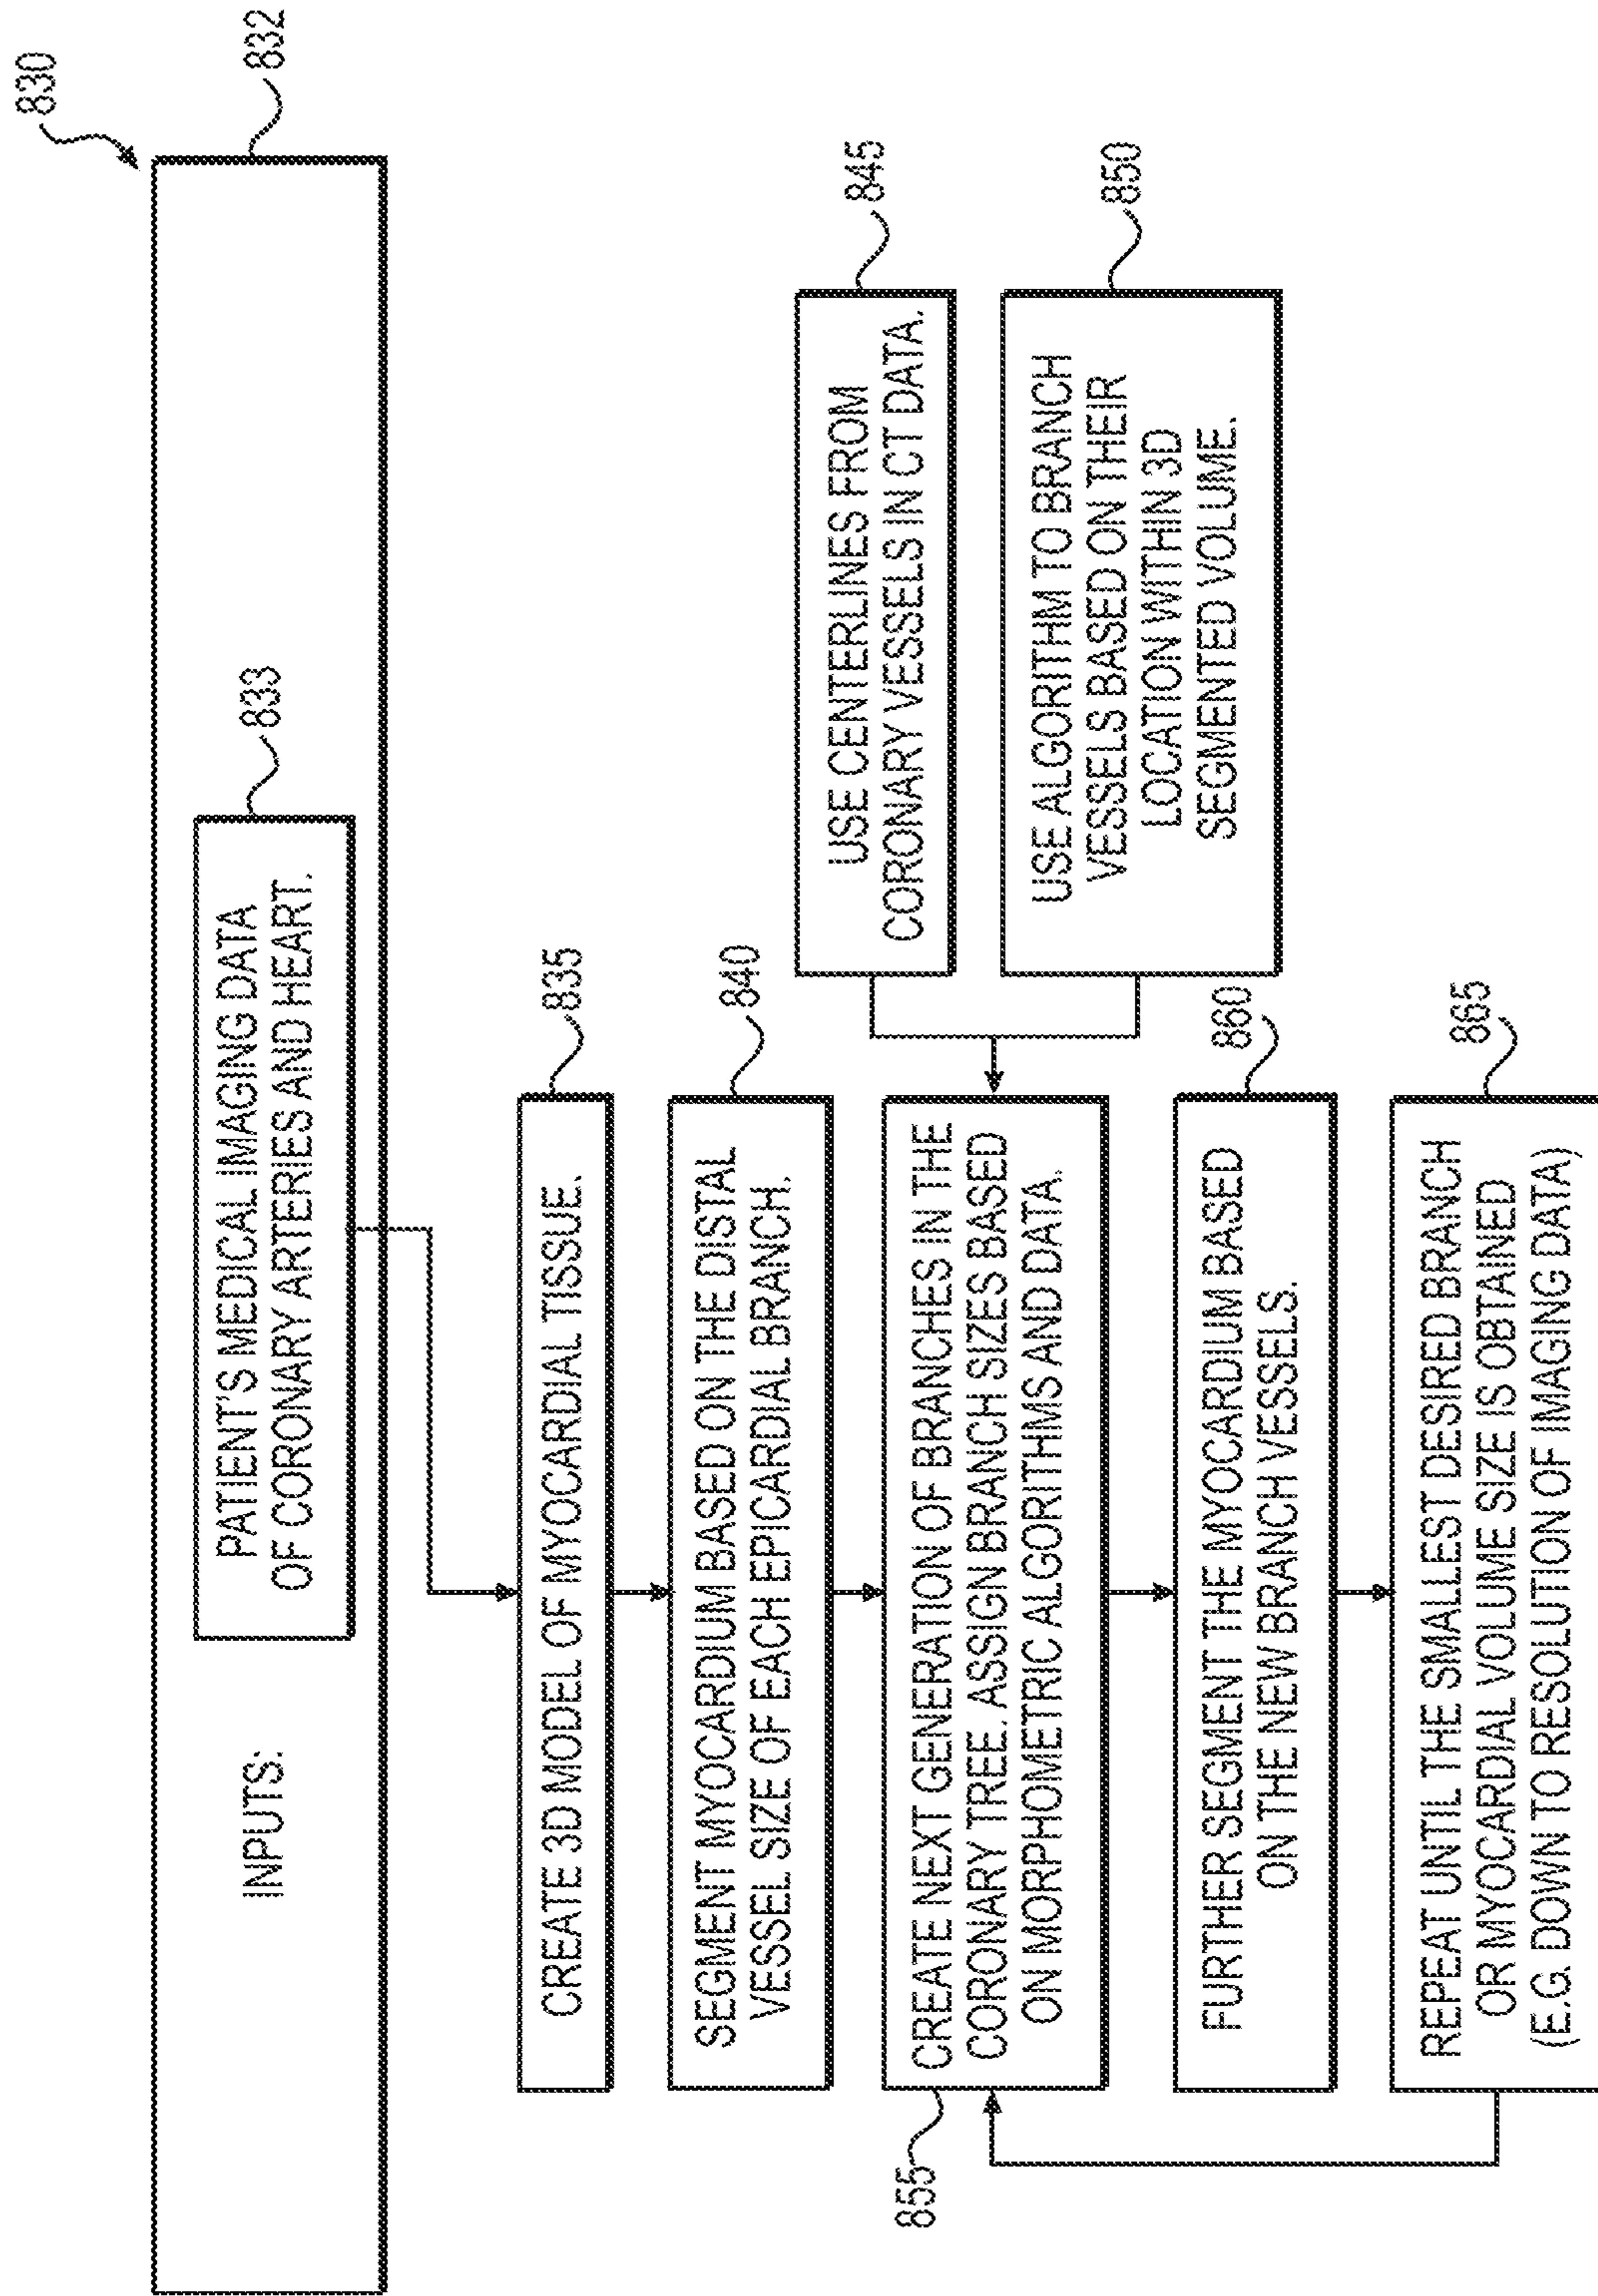 830
832
INPUTS:
PATIENT'S MEDICAL IMAGING DATA
OF CORONARY ARTERIES AND HEART.
833
CREATE 3D MODEL OF MYOCARDIAL TISSUE.
835
SEGMENT MYOCARDIUM BASED ON THE DISTAL
VESSEL SIZE OF EACH EPICARDIAL BRANCH.
840
USE CENTERLINES FROM
CORONARY VESSELS IN CT DATA.
845
USE ALGORITHM TO BRANCH
VESSELS BASED ON THEIR
LOCATION WITHIN 3D
SEGMENTED VOLUME.
850
855
CREATE NEXT GENERATION OF BRANCHES IN THE
CORONARY TREE. ASSIGN BRANCH SIZES BASED
ON MORPHOMETRIC ALGORITHMS AND DATA.
FURTHER SEGMENT THE MYOCARDIUM BASED
ON THE NEW BRANCH VESSELS.
860
REPEAT UNTIL THE SMALLEST DESIRED BRANCH
OR MYOCARDIAL VOLUME SIZE IS OBTAINED
(E.G. DOWN TO RESOLUTION OF IMAGING DATA)
865